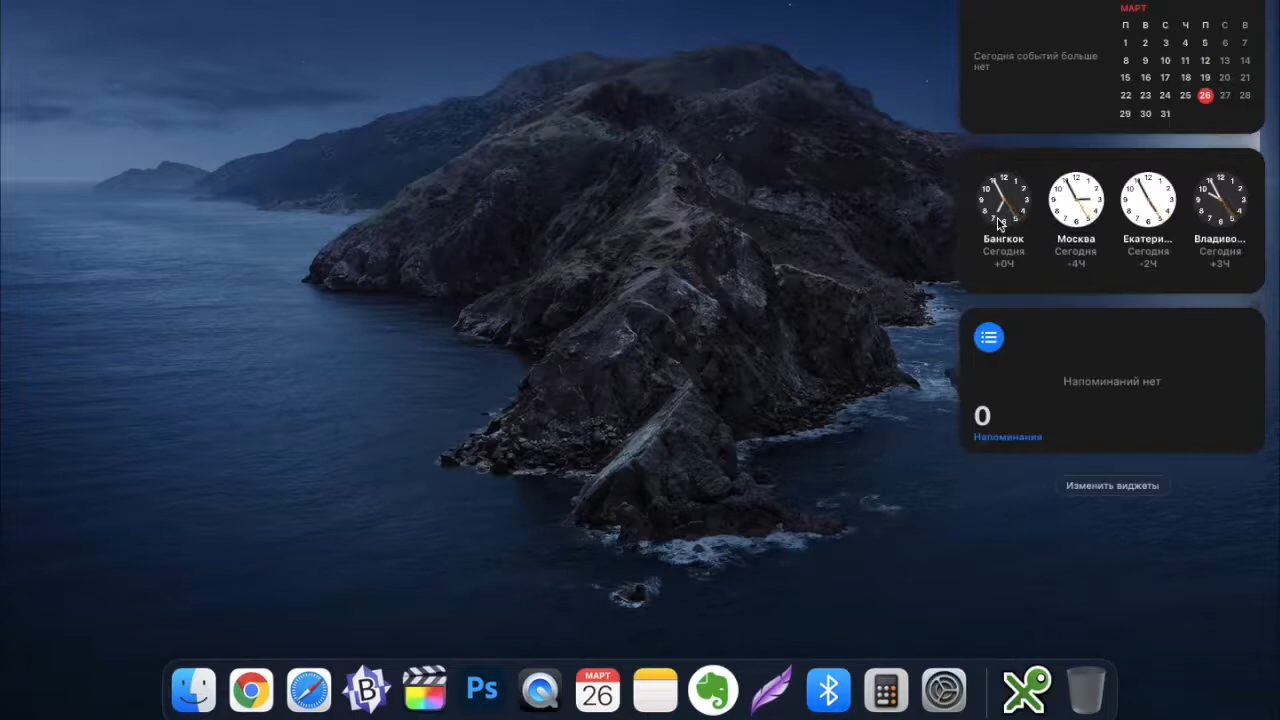 МАРТ
П В С Ч П С В
1 2 3 4 5 6 7
8 9 10 11 12 13 14
15 16 17 18 19 20 21
22 23 24 25 26 27 28
29 30 31
Сегодня событий больше
нет
Бангкок Москва Екатери... Владиво...
Сегодня Сегодня Сегодня Сегодня
+0Ч -4Ч -2Ч +3Ч
Напоминаний нет
0
Напоминания
Изменить виджеты
B
Ps
МАРТ
26